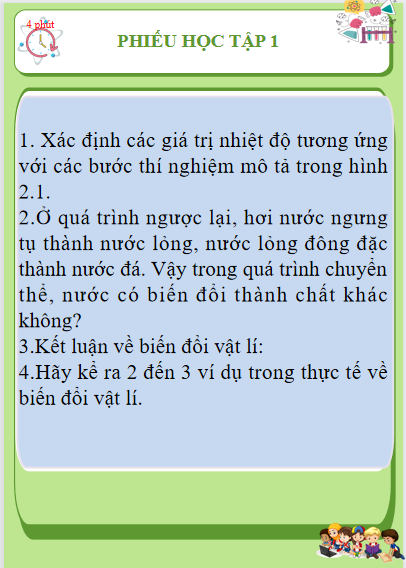 4 phút
PHIẾU HỌC TẬP 1
1. Xác định các giá trị nhiệt độ tương ứng
với các bước thí nghiệm mô tả trong hình
2.1.
2.Ở quá trình ngược lại, hơi nước ngưng
tụ thành nước lỏng, nước lỏng đông đặc
thành nước đá. Vậy trong quá trình chuyển
thể, nước có biến đổi thành chất khác
không?
3.Kết luận về biến đổi vật lí:
4.Hãy kể ra 2 đến 3 ví dụ trong thực tế về
biến đổi vật lí.